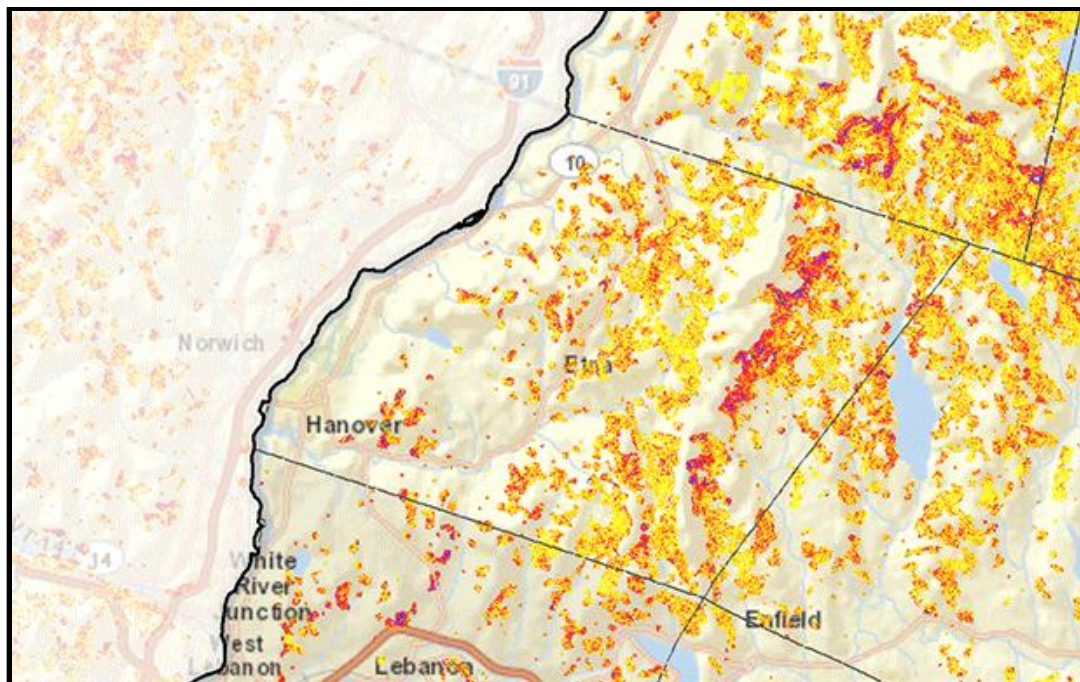 91
10
Norwich
Etna
Hanover
14
White
River
Junction
West
Lebanon
Lebanon
Enfield